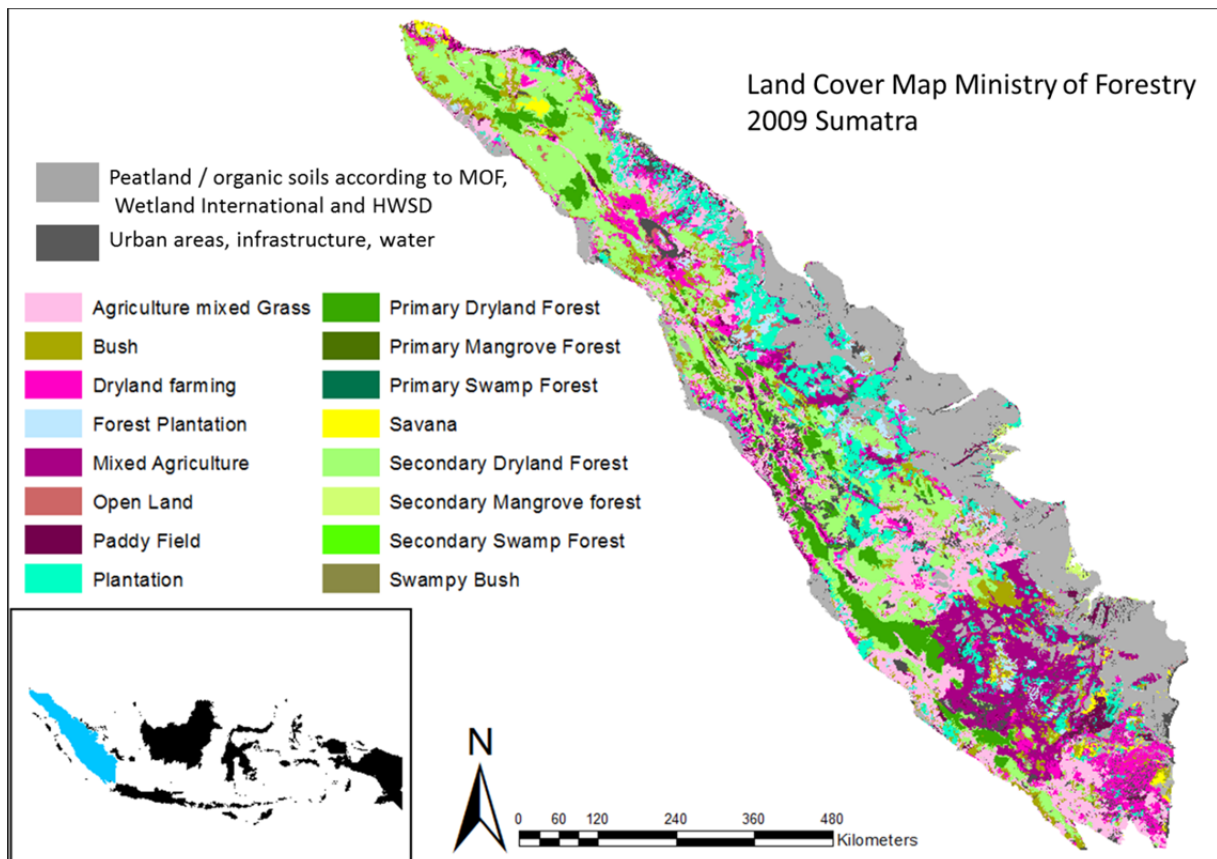 Land Cover Map Ministry of Forestry
2009 Sumatra
Peatland / organic soils according to MOF,
Wetland International and HWSD
Urban areas, infrastructure, water
Agriculture mixed Grass
Bush
Dryland farming
Forest Plantation
Mixed Agriculture
Open Land
Paddy Field
Plantation
Primary Dryland Forest
Primary Mangrove Forest
Primary Swamp Forest
Savana
Secondary Dryland Forest
Secondary Mangrove forest
Secondary Swamp Forest
Swampy Bush
N
0 60 120 240 360 480
Kilometers